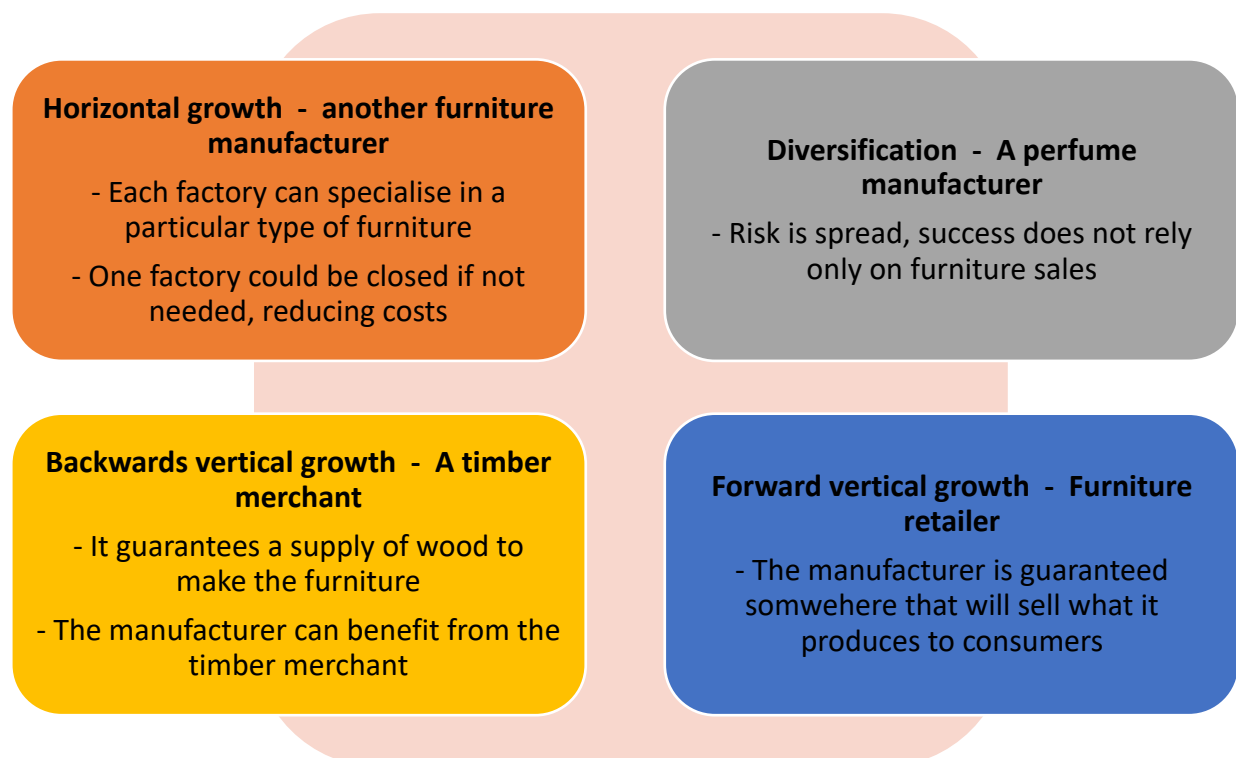 Horizontal growth - another furniture
manufacturer
- Each factory can specialise in a
particular type of furniture
- One factory could be closed if not
needed, reducing costs
Diversification - A perfume
manufacturer
- Risk is spread, success does not rely
only on furniture sales
Backwards vertical growth - A timber
merchant
- It guarantees a supply of wood to
make the furniture
- The manufacturer can benefit from the
timber merchant
Forward vertical growth - Furniture
retailer
- The manufacturer is guaranteed
somwehere that will sell what it
produces to consumers